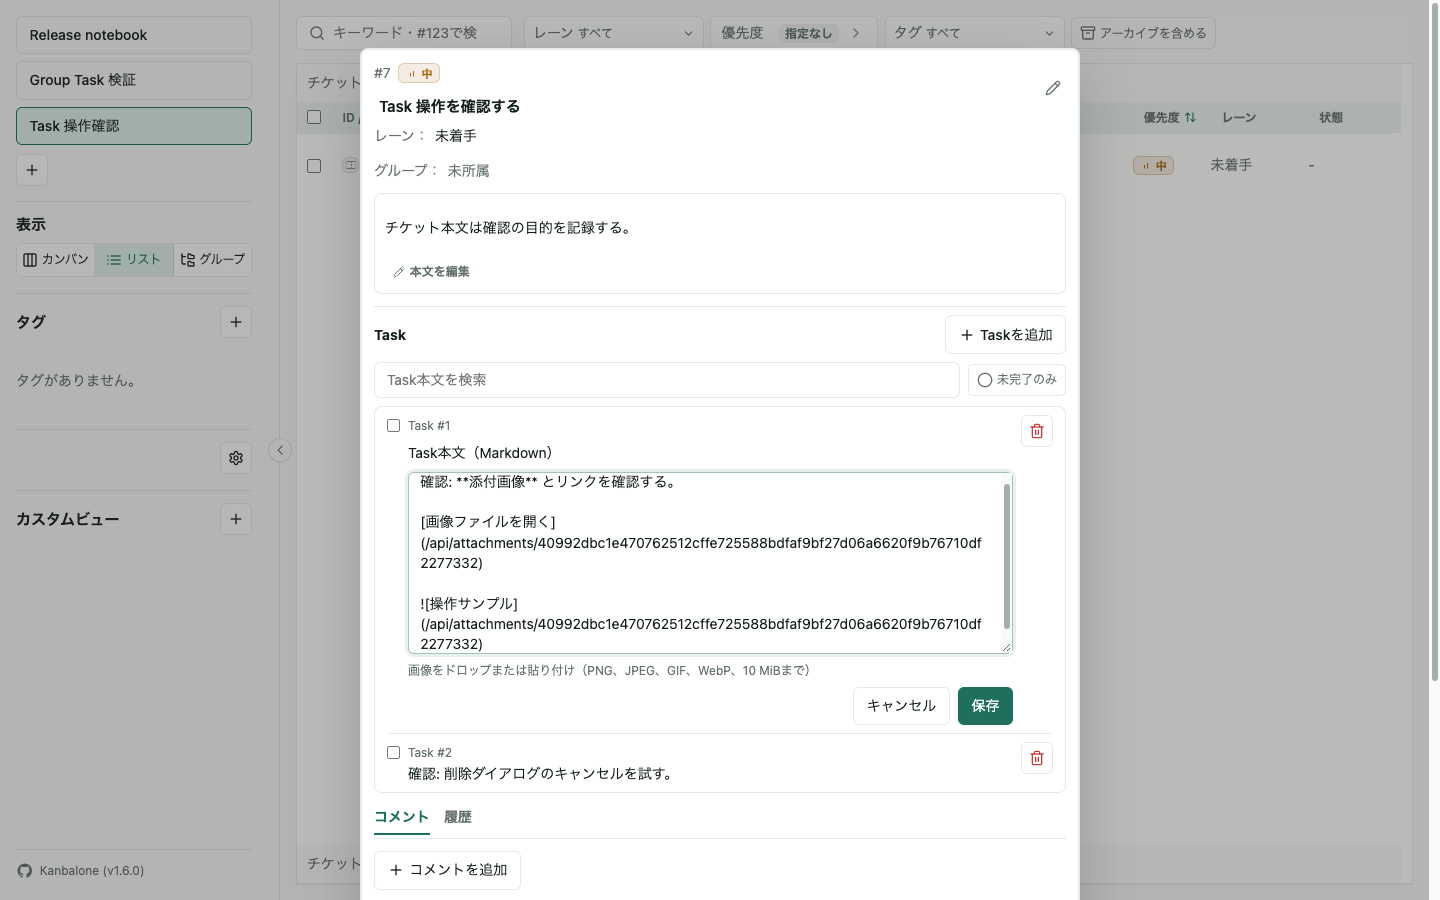 Release notebook
Group Task 検証
Task 操作確認
表示
カンバン
リスト
グループ
タグ
タグがありません。
カスタムビュー
Kanbalone (v1.6.0)
キーワード・#123で検
レーン すべて
優先度 指定なし
タグ すべて
アーカイブを含める
チケット
ID
優先度
レーン
状態
中
未着手
-
チケット
#7 中
Task 操作を確認する
レーン： 未着手
グループ： 未所属
チケット本文は確認の目的を記録する。
本文を編集
Task
Taskを追加
Task本文を検索
未完了のみ
Task #1
Task本文（Markdown）
確認: **添付画像** とリンクを確認する。
[画像ファイルを開く]
(/api/attachments/40992dbc1e470762512cffe725588bdfaf9bf27d06a6620f9b76710df
2277332)
![操作サンプル]
(/api/attachments/40992dbc1e470762512cffe725588bdfaf9bf27d06a6620f9b76710df
2277332)
画像をドロップまたは貼り付け（PNG、JPEG、GIF、WebP、10 MiBまで）
キャンセル
保存
Task #2
確認: 削除ダイアログのキャンセルを試す。
コメント
履歴
コメントを追加